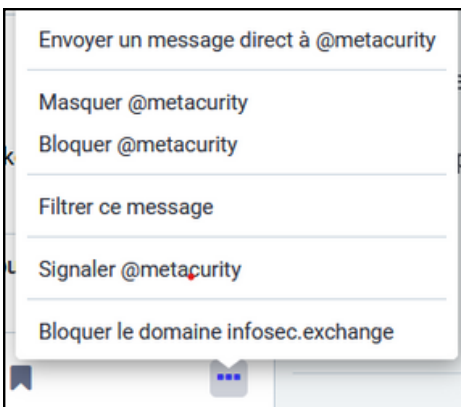 Envoyer un message direct à @metacurity
Masquer @metacurity
Bloquer @metacurity
Filtrer ce message
Signaler @metacurity
Bloquer le domaine infosec.exchange